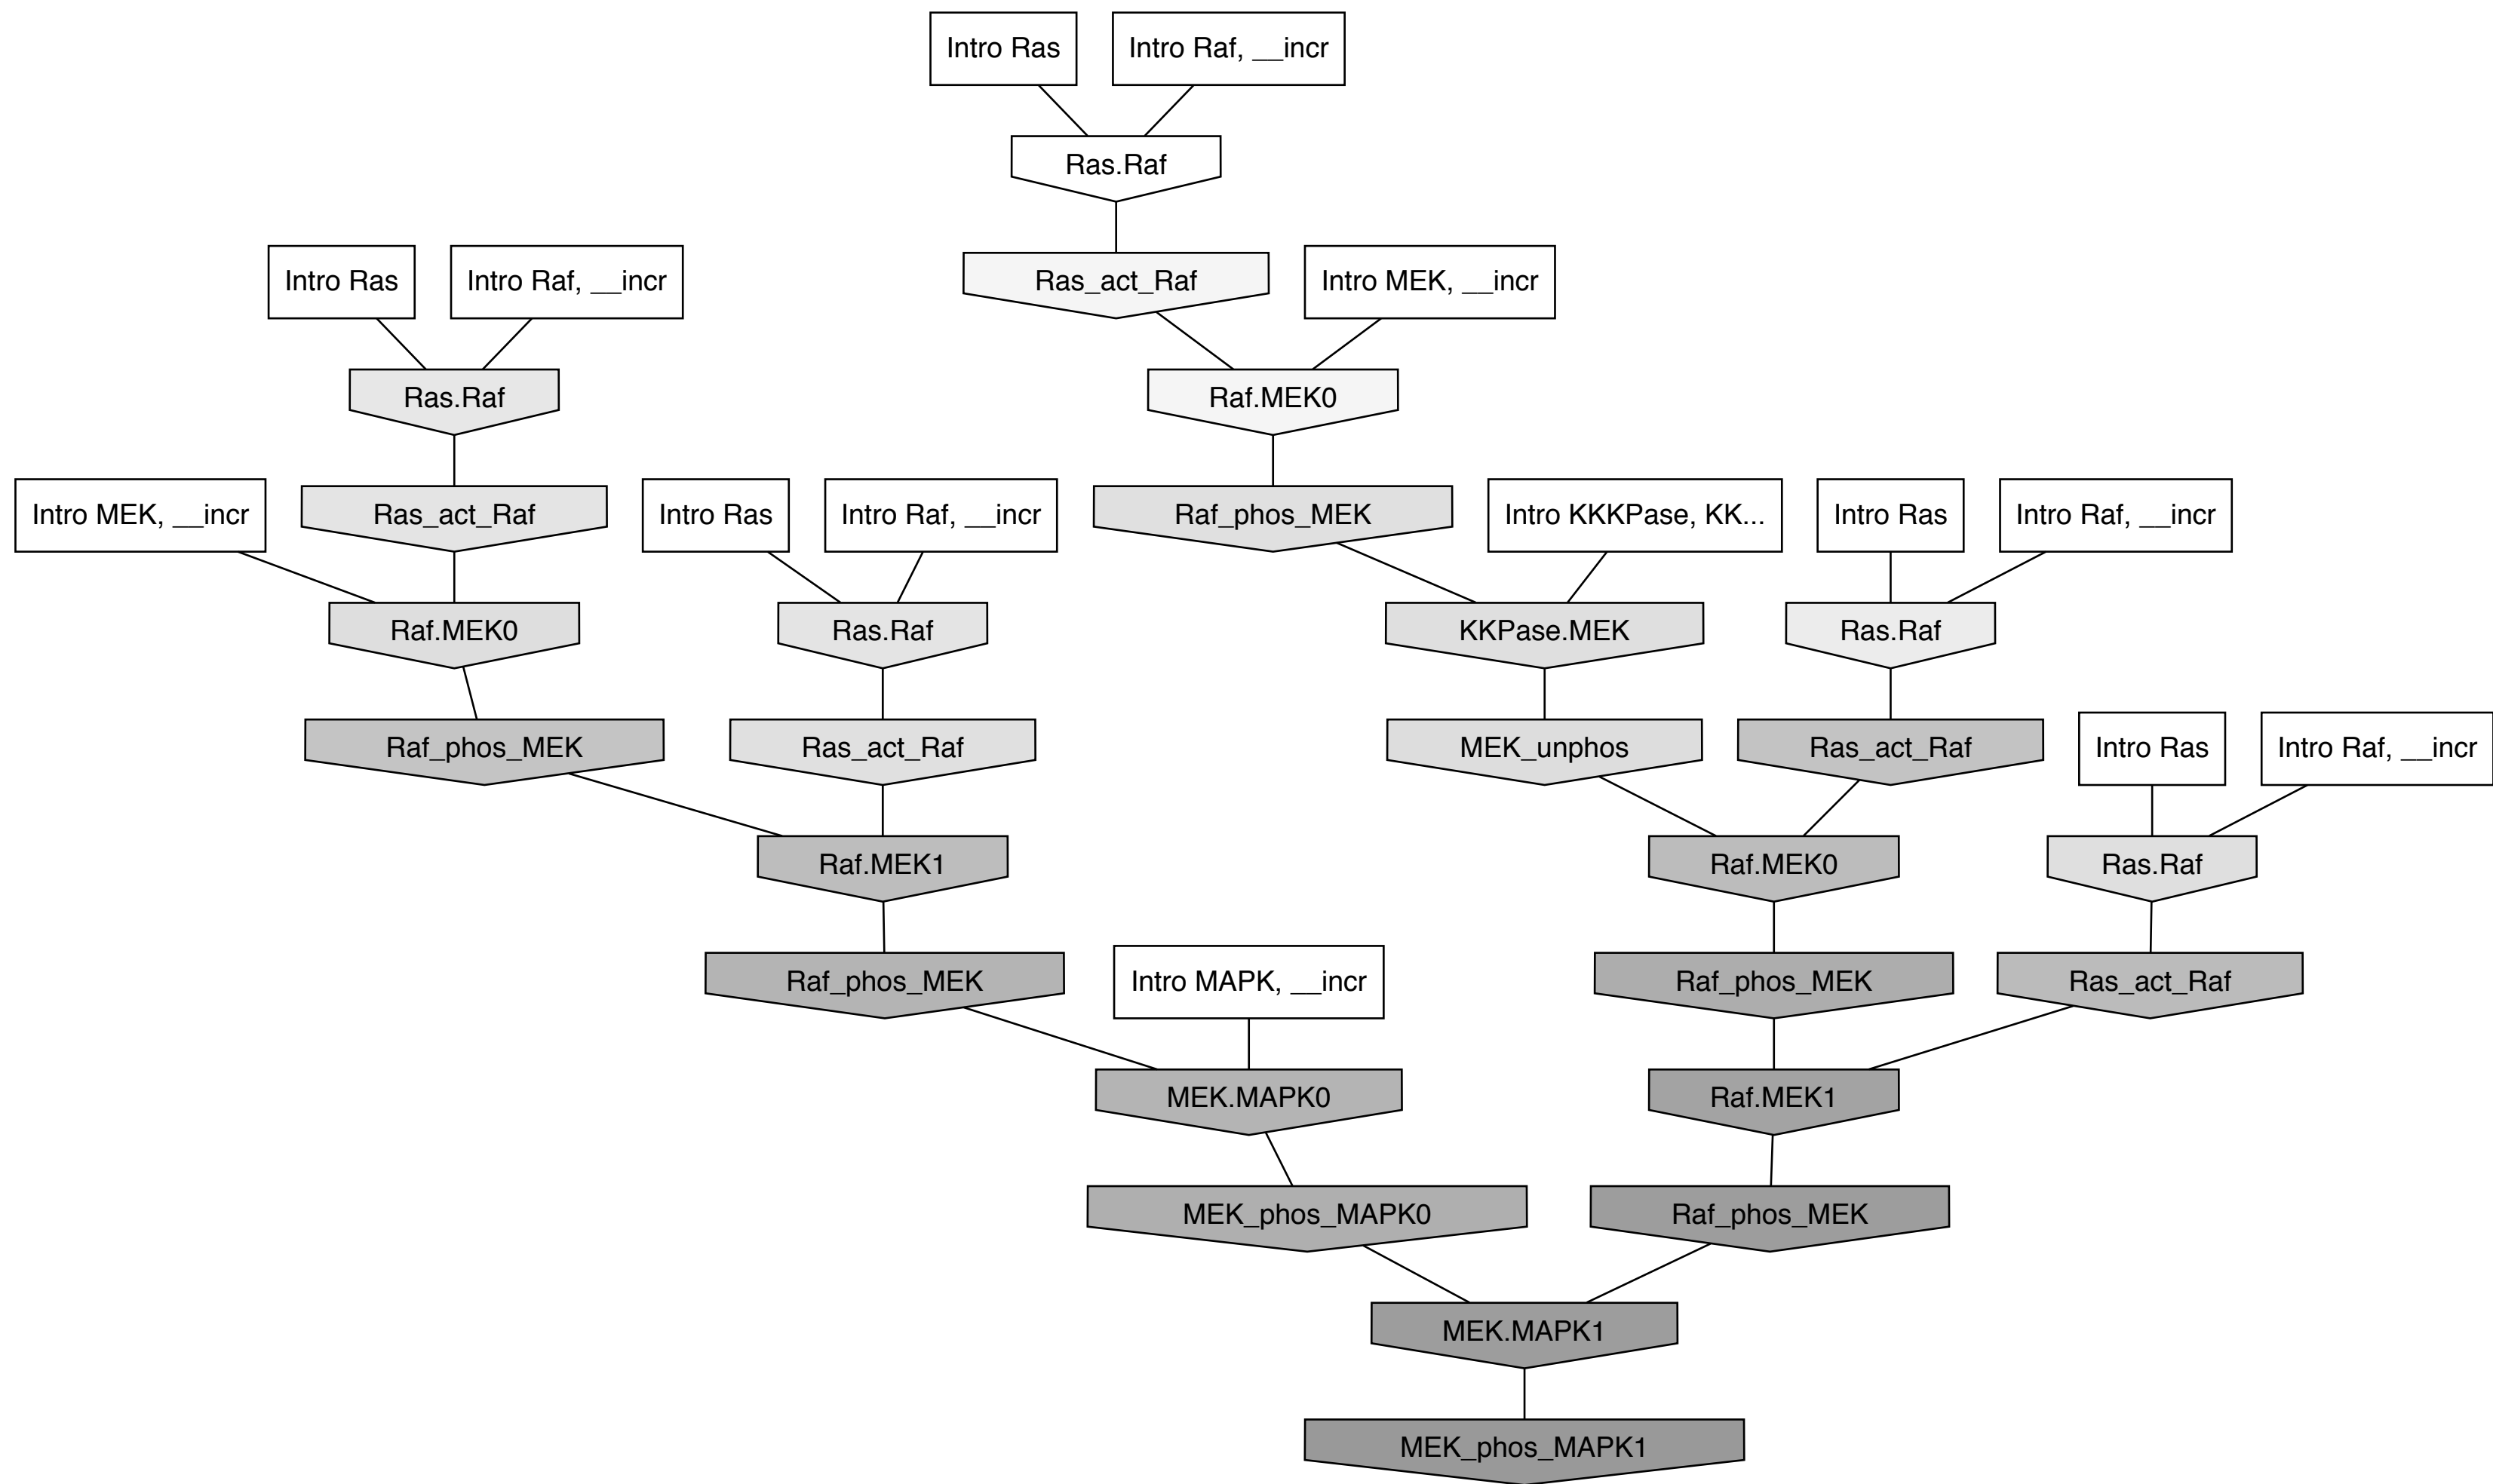 Intro Ras
Intro Raf, __incr
Ras.Raf
Intro Ras
Intro Raf, __incr
Ras_act_Raf
Intro MEK, __incr
Ras.Raf
Raf.MEK0
Intro MEK, __incr
Ras_act_Raf
Intro Ras
Intro Raf, __incr
Raf_phos_MEK
Intro KKKPase, KK...
Intro Ras
Intro Raf, __incr
Raf.MEK0
Ras.Raf
KKPase.MEK
Ras.Raf
Raf_phos_MEK
Ras_act_Raf
MEK_unphos
Ras_act_Raf
Intro Ras
Intro Raf, __incr
Raf.MEK1
Raf.MEK0
Ras.Raf
Raf_phos_MEK
Intro MAPK, __incr
Raf_phos_MEK
Ras_act_Raf
MEK.MAPK0
Raf.MEK1
MEK_phos_MAPK0
Raf_phos_MEK
MEK.MAPK1
MEK_phos_MAPK1